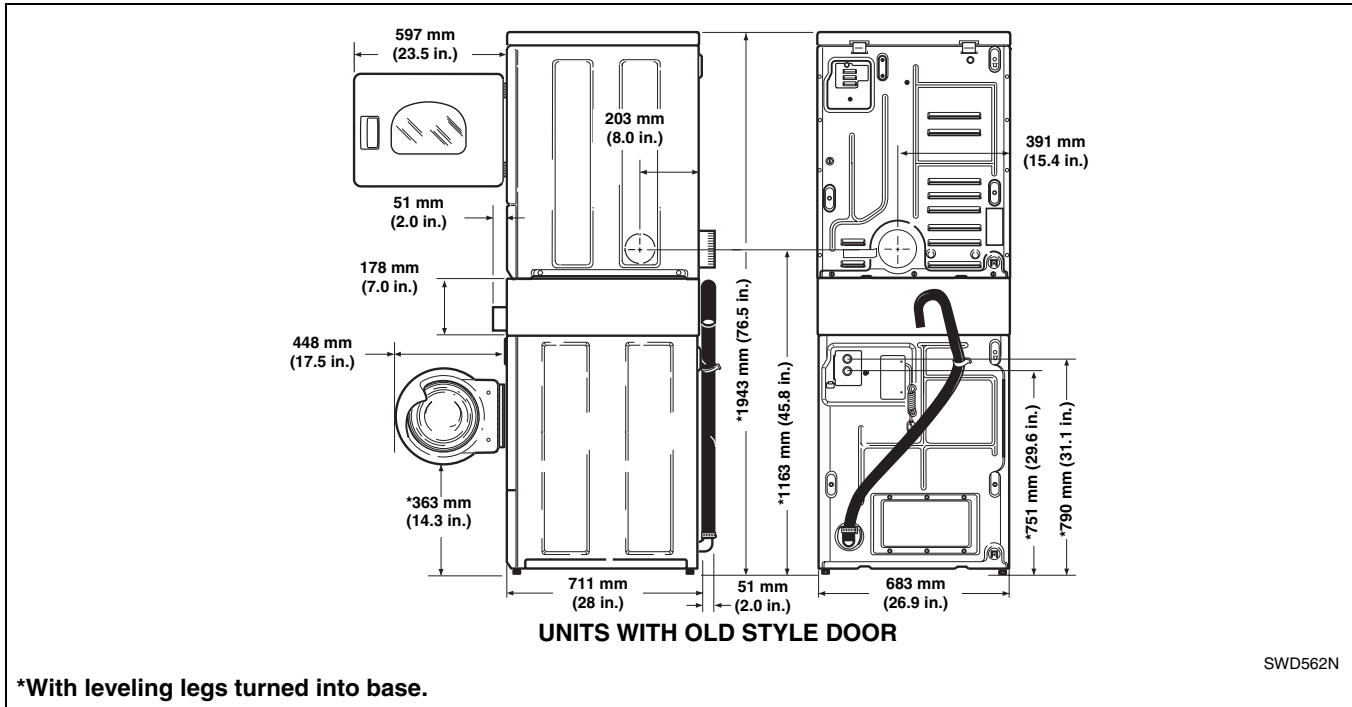 597 mm
(23.5 in.)
203 mm
(8.0 in.)
391 mm
(15.4 in.)
51 mm
(2.0 in.)
178 mm
(7.0 in.)
448 mm
(17.5 in.)
*1943 mm (76.5 in.)
*1163 mm (45.8 in.)
*751 mm (29.6 in.)
*790 mm (31.1 in.)
*363 mm
(14.3 in.)
711 mm
(28 in.)
51 mm
(2.0 in.)
683 mm
(26.9 in.)
UNITS WITH OLD STYLE DOOR
SWD562N
*With leveling legs turned into base.